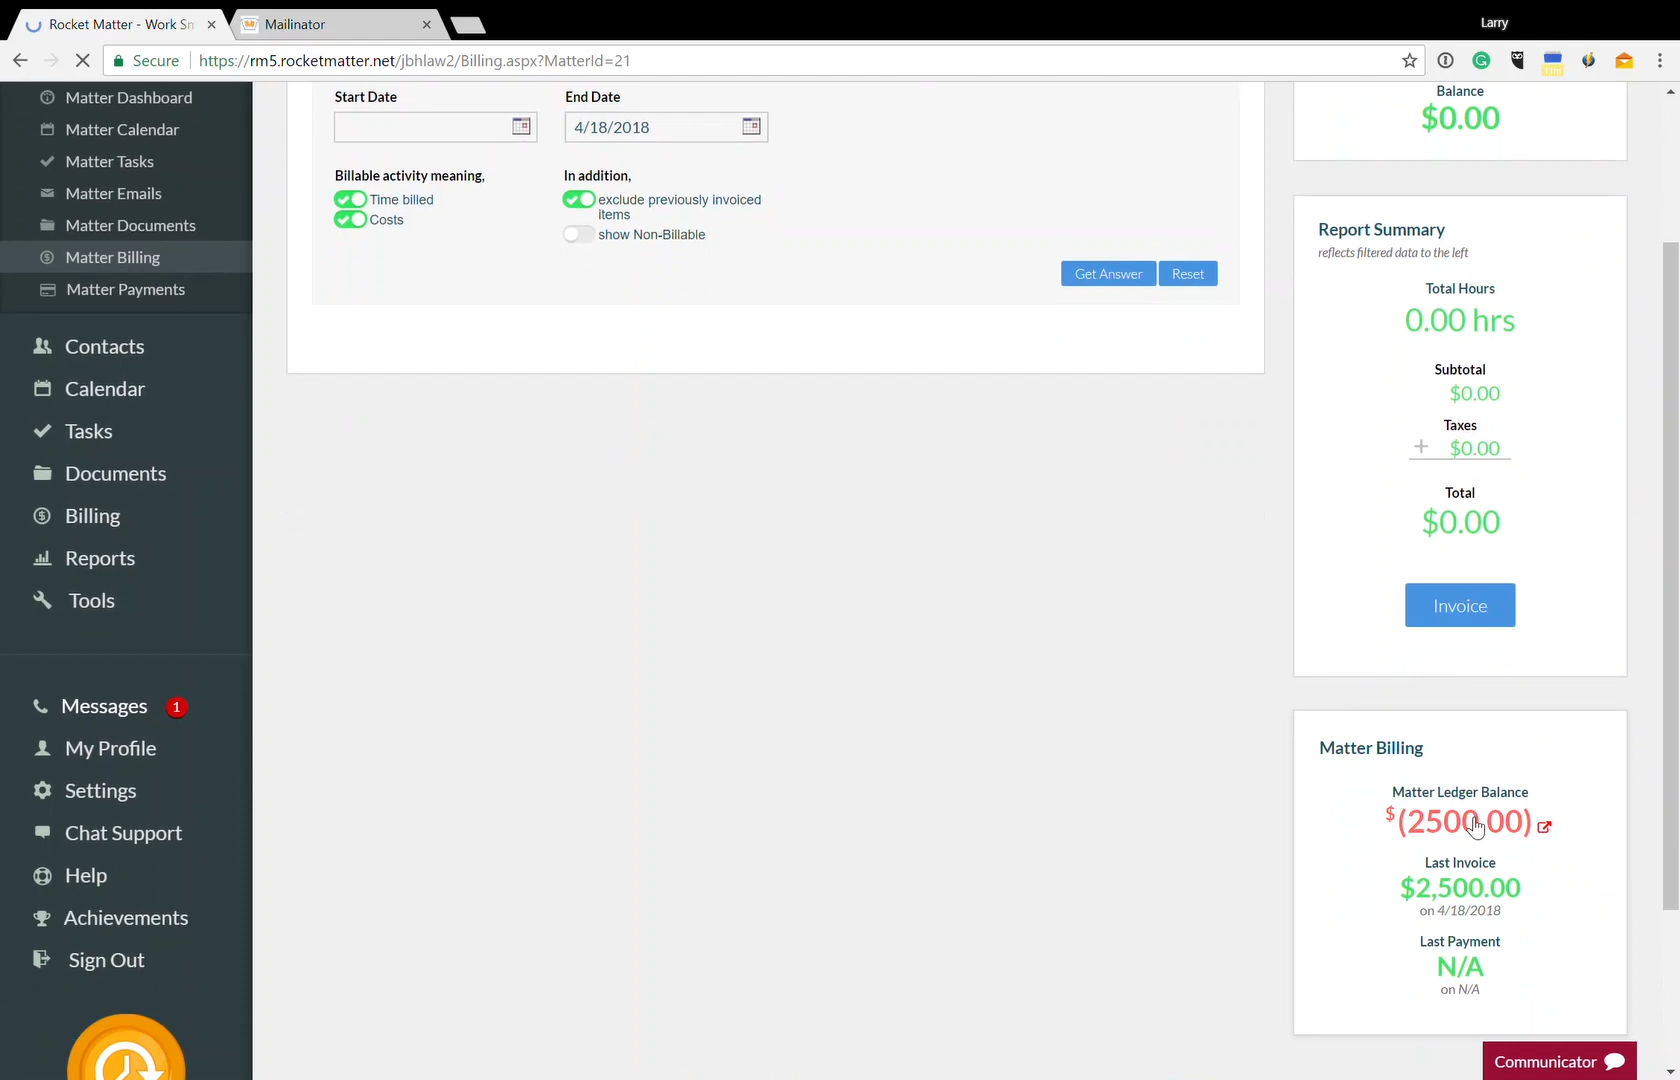 Rocket Matter - Work Sm
Mailinator
Larry
Secure
https://rm5.rocketmatter.net/jbhlaw2/Billing.aspx?MatterId=21
Matter Dashboard
Matter Calendar
Matter Tasks
Matter Emails
Matter Documents
Matter Billing
Matter Payments
Contacts
Calendar
Tasks
Documents
Billing
Reports
Tools
Messages 1
My Profile
Settings
Chat Support
Help
Achievements
Sign Out
Start Date
End Date
4/18/2018
Billable activity meaning,
Time billed
Costs
In addition,
exclude previously invoiced
items
show Non-Billable
Get Answer
Reset
Balance
$0.00
Report Summary
reflects filtered data to the left
Total Hours
0.00 hrs
Subtotal
$0.00
Taxes
+ $0.00
Total
$0.00
Invoice
Matter Billing
Matter Ledger Balance
$(2500.00)
Last Invoice
$2,500.00
on 4/18/2018
Last Payment
N/A
on N/A
Communicator